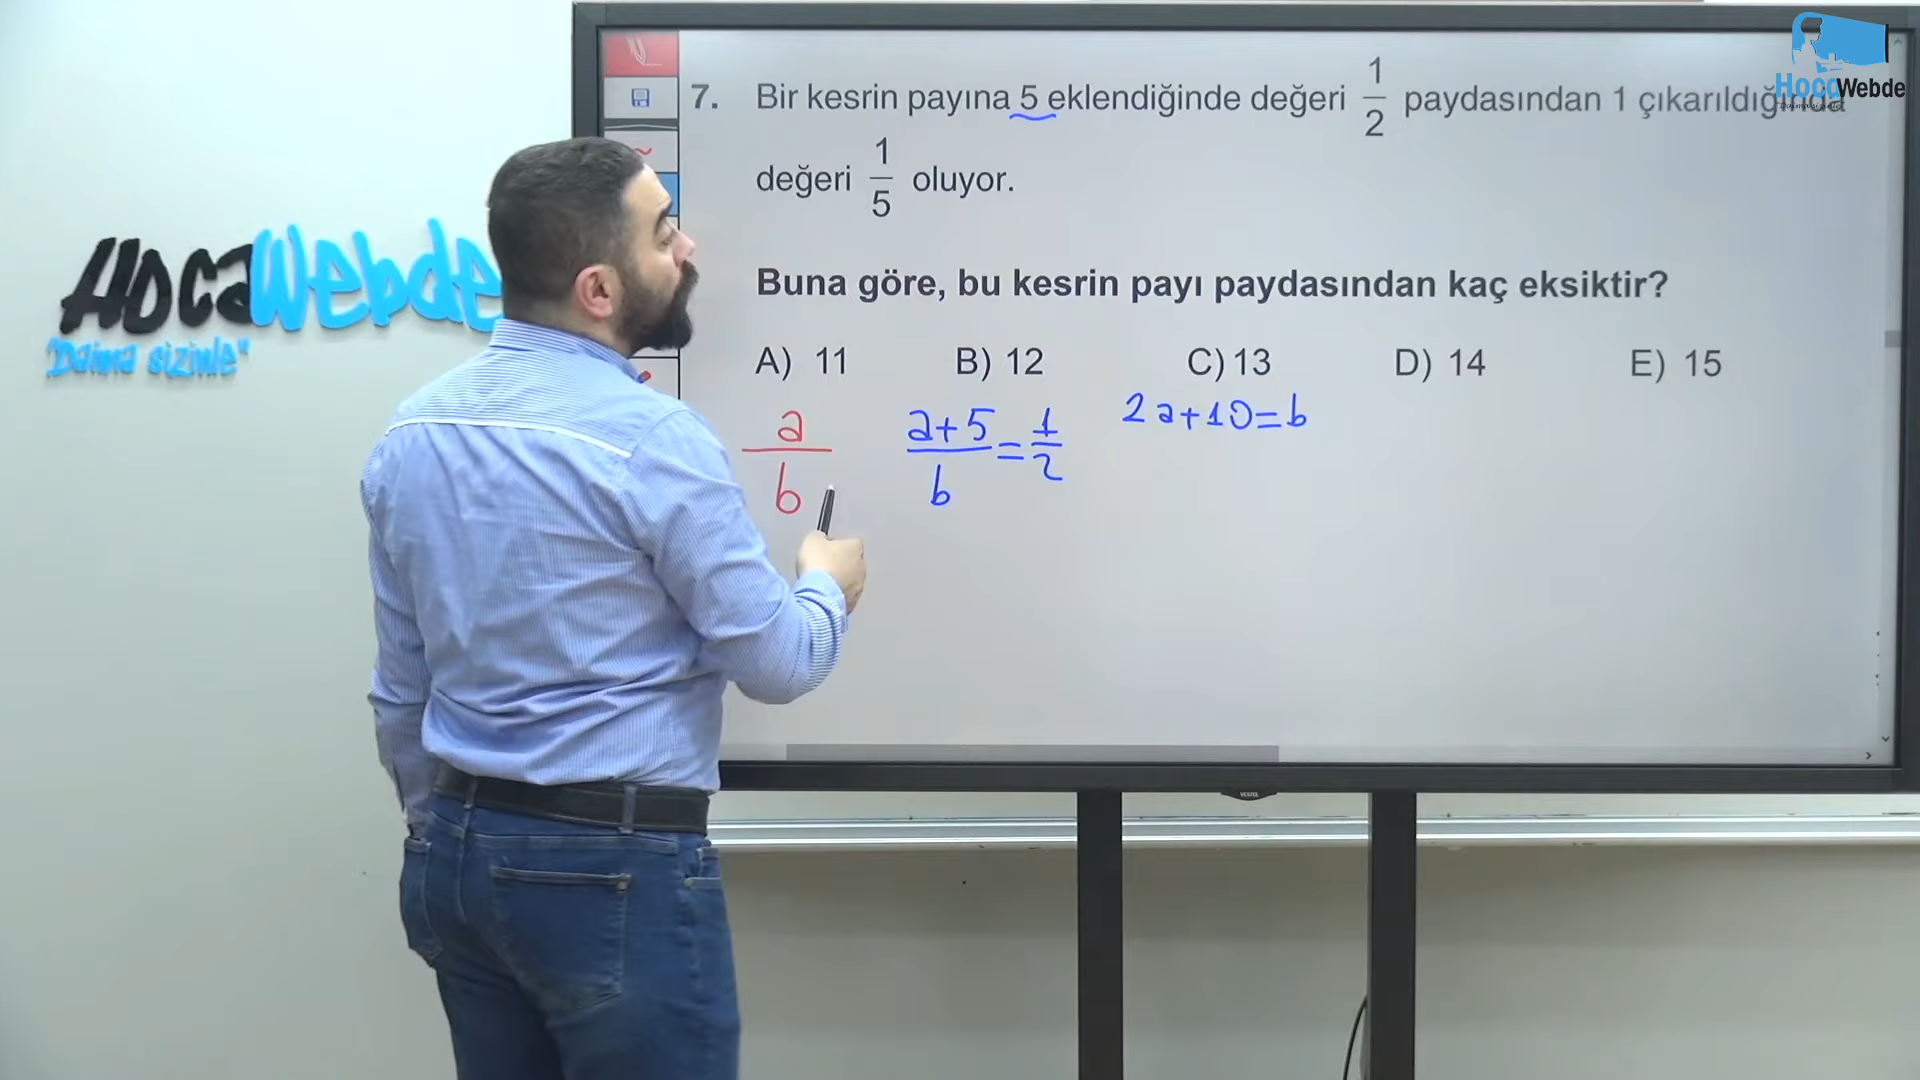 HocaWebde
7. Bir kesrin payına 5 eklendiğinde değeri 1/2 paydasından 1 çıkarıldığında
değeri 1/5 oluyor.
HocaWebde
"Daima sizinle"
Buna göre, bu kesrin payı paydasından kaç eksiktir?
A) 11 B) 12 C) 13 D) 14 E) 15
a/b
a+5/b = 1/2
2a+10=b